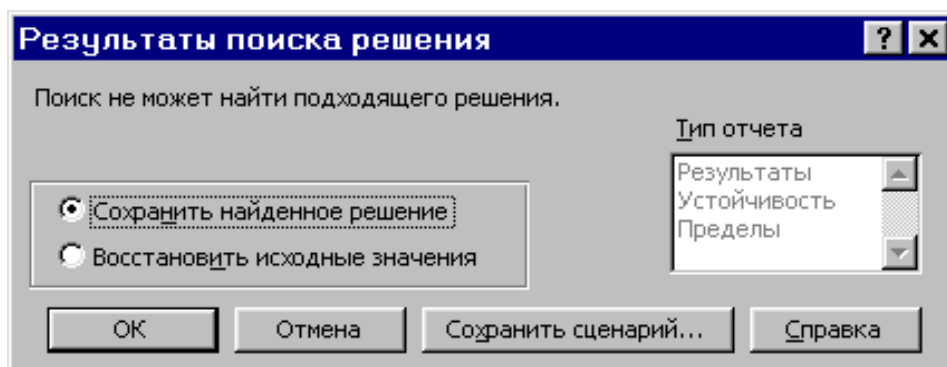 Результаты поиска решения
Поиск не может найти подходящего решения.
Тип отчета
Результаты
Устойчивость
Пределы
Сохранить найденное решение
Восстановить исходные значения
ОК Отмена Сохранить сценарий... Справка